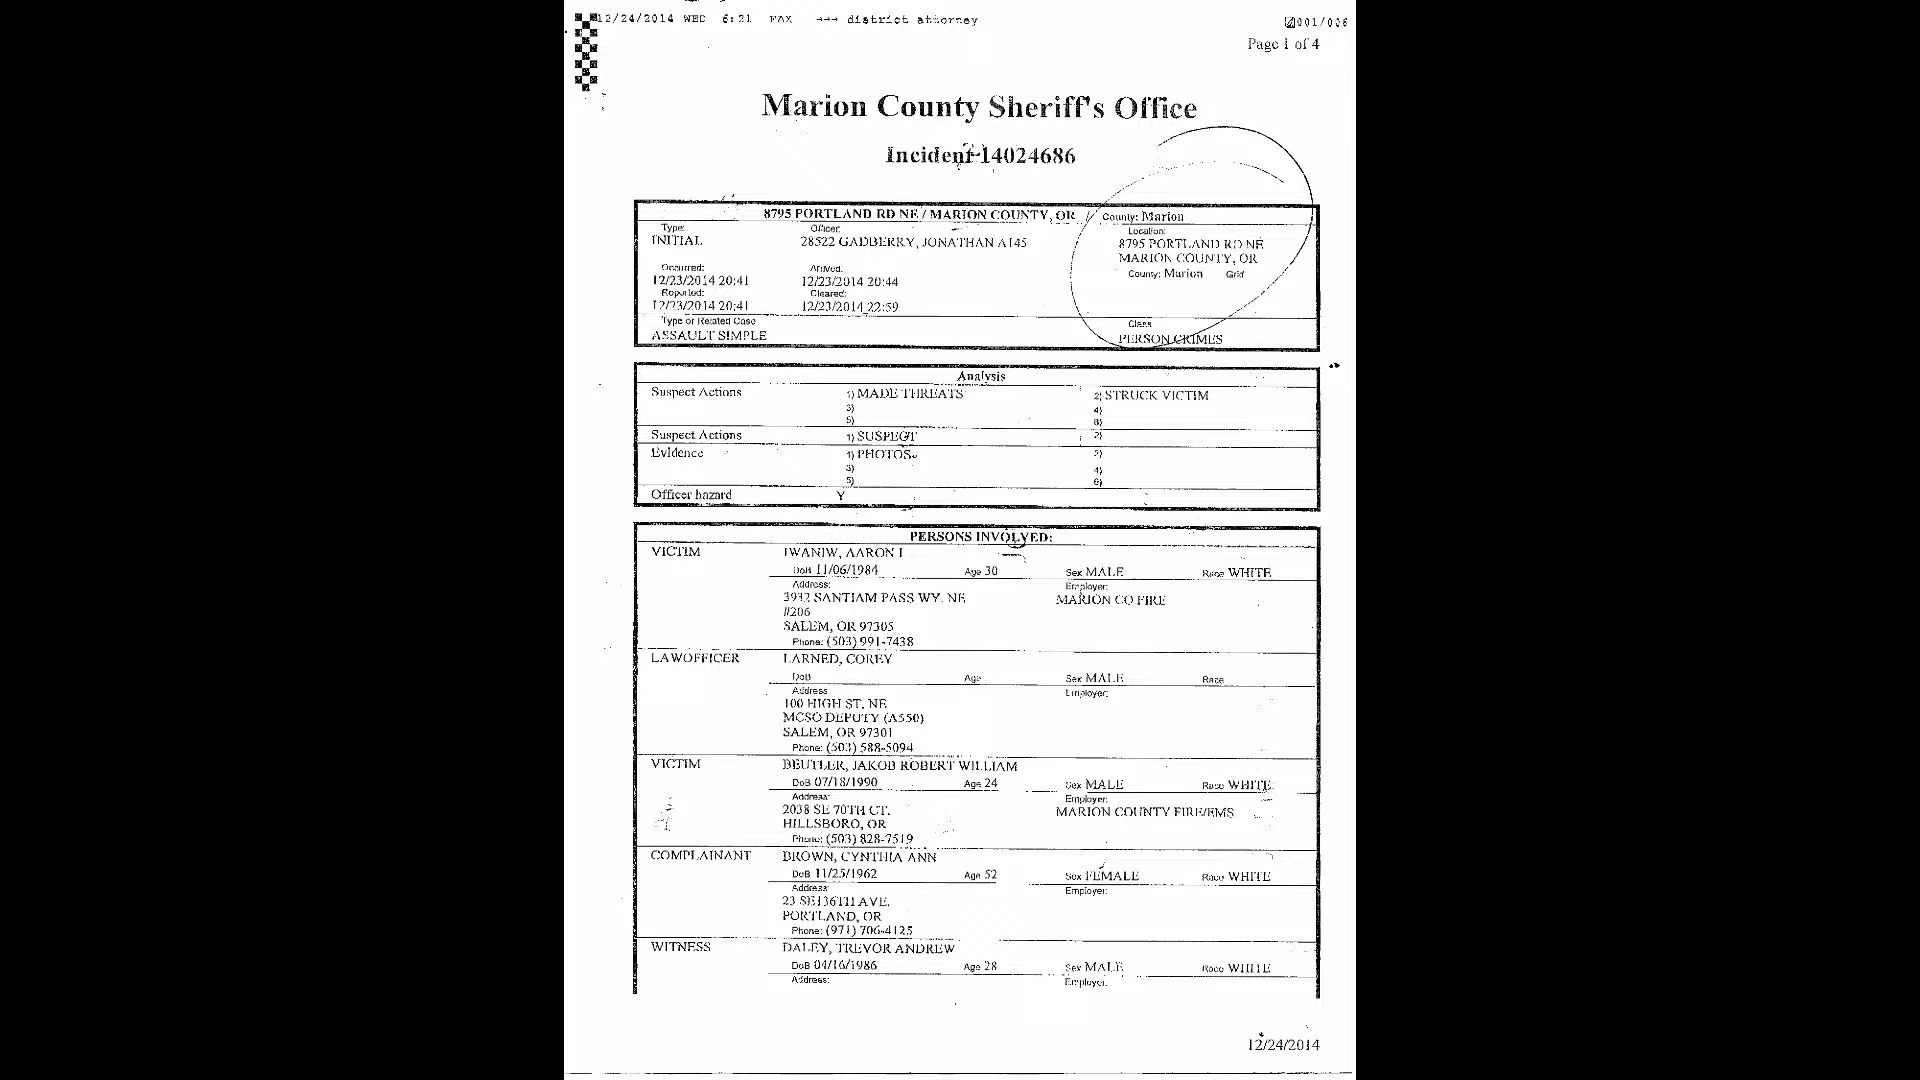 12/24/2014 WED 6:21 FAX →→→ district attorney 001/006
Page 1 of 4
Marion County Sheriff's Office
Incident 14024686
8795 PORTLAND RD NE / MARION COUNTY, OR County: Marion
Type: Officer: Location:
INITIAL 28522 GADBERRY, JONATHAN A145 8795 PORTLAND RD NE
MARION COUNTY, OR
Occurred: Arrived: County: Marion Grid
12/23/2014 20:41 12/23/2014 20:44
Reported: Cleared:
12/23/2014 20:41 12/23/2014 22:59
Type or Related Case Class
ASSAULT SIMPLE PERSON CRIMES
Analysis
Suspect Actions 1) MADE THREATS 2) STRUCK VICTIM
3) 4)
5) 6)
Suspect Actions 1) SUSPECT 2)
Evidence 1) PHOTOS 2)
3) 4)
5) 6)
Officer hazard Y
PERSONS INVOLVED:
VICTIM IWANIW, AARON I
DoB 11/06/1984 Age 30 Sex MALE Race WHITE
Address: Employer:
3932 SANTIAM PASS WY. NE MARION CO FIRE
#206
SALEM, OR 97305
Phone: (503) 991-7438
LAWOFFICER LARNED, COREY
DoB Age Sex MALE Race
Address Employer:
100 HIGH ST. NE
MCSO DEPUTY (A550)
SALEM, OR 97301
Phone: (503) 588-5094
VICTIM BEUTLER, JAKOB ROBERT WILLIAM
DoB 07/18/1990 Age 24 Sex MALE Race WHITE
Address: Employer:
2038 SE 70TH CT. MARION COUNTY FIRE/EMS
HILLSBORO, OR
Phone: (503) 828-7519
COMPLAINANT BROWN, CYNTHIA ANN
DoB 11/25/1962 Age 52 Sex FEMALE Race WHITE
Address: Employer:
23 SE136TH AVE.
PORTLAND, OR
Phone: (971) 706-4125
WITNESS DALEY, TREVOR ANDREW
DoB 04/16/1986 Age 28 Sex MALE Race WHITE
Address: Employer:
12/24/2014